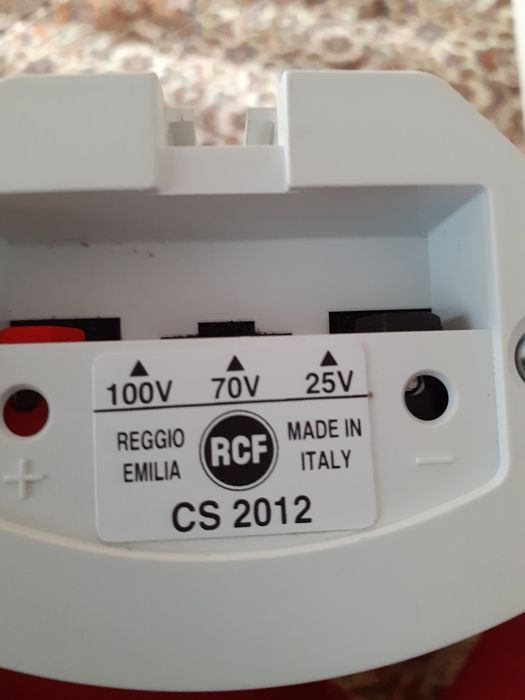 100V 70V 25V
REGGIO EMILIA RCF MADE IN ITALY
CS 2012
+ −